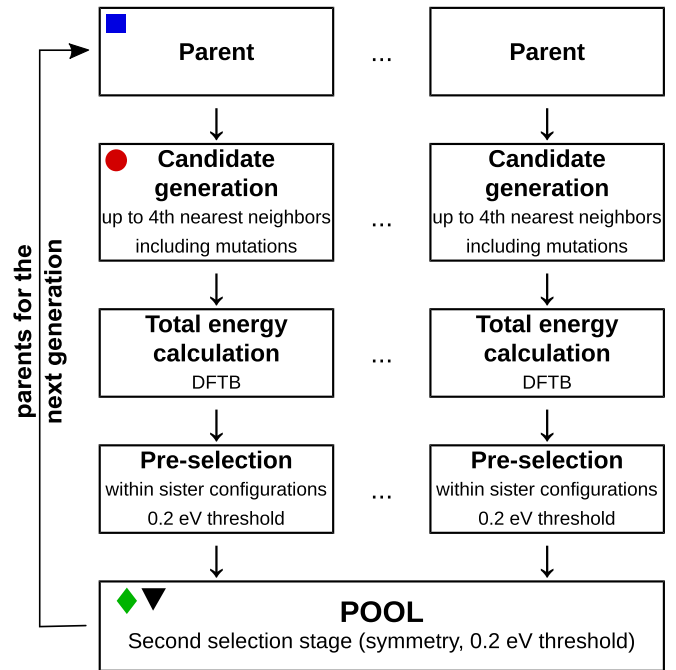 Parent ... Parent
Candidate generation
up to 4th nearest neighbors
including mutations
...
Candidate generation
up to 4th nearest neighbors
including mutations
Total energy
calculation
DFTB
...
Total energy
calculation
DFTB
Pre-selection
within sister configurations
0.2 eV threshold
...
Pre-selection
within sister configurations
0.2 eV threshold
POOL
Second selection stage (symmetry, 0.2 eV threshold)
parents for the
next generation